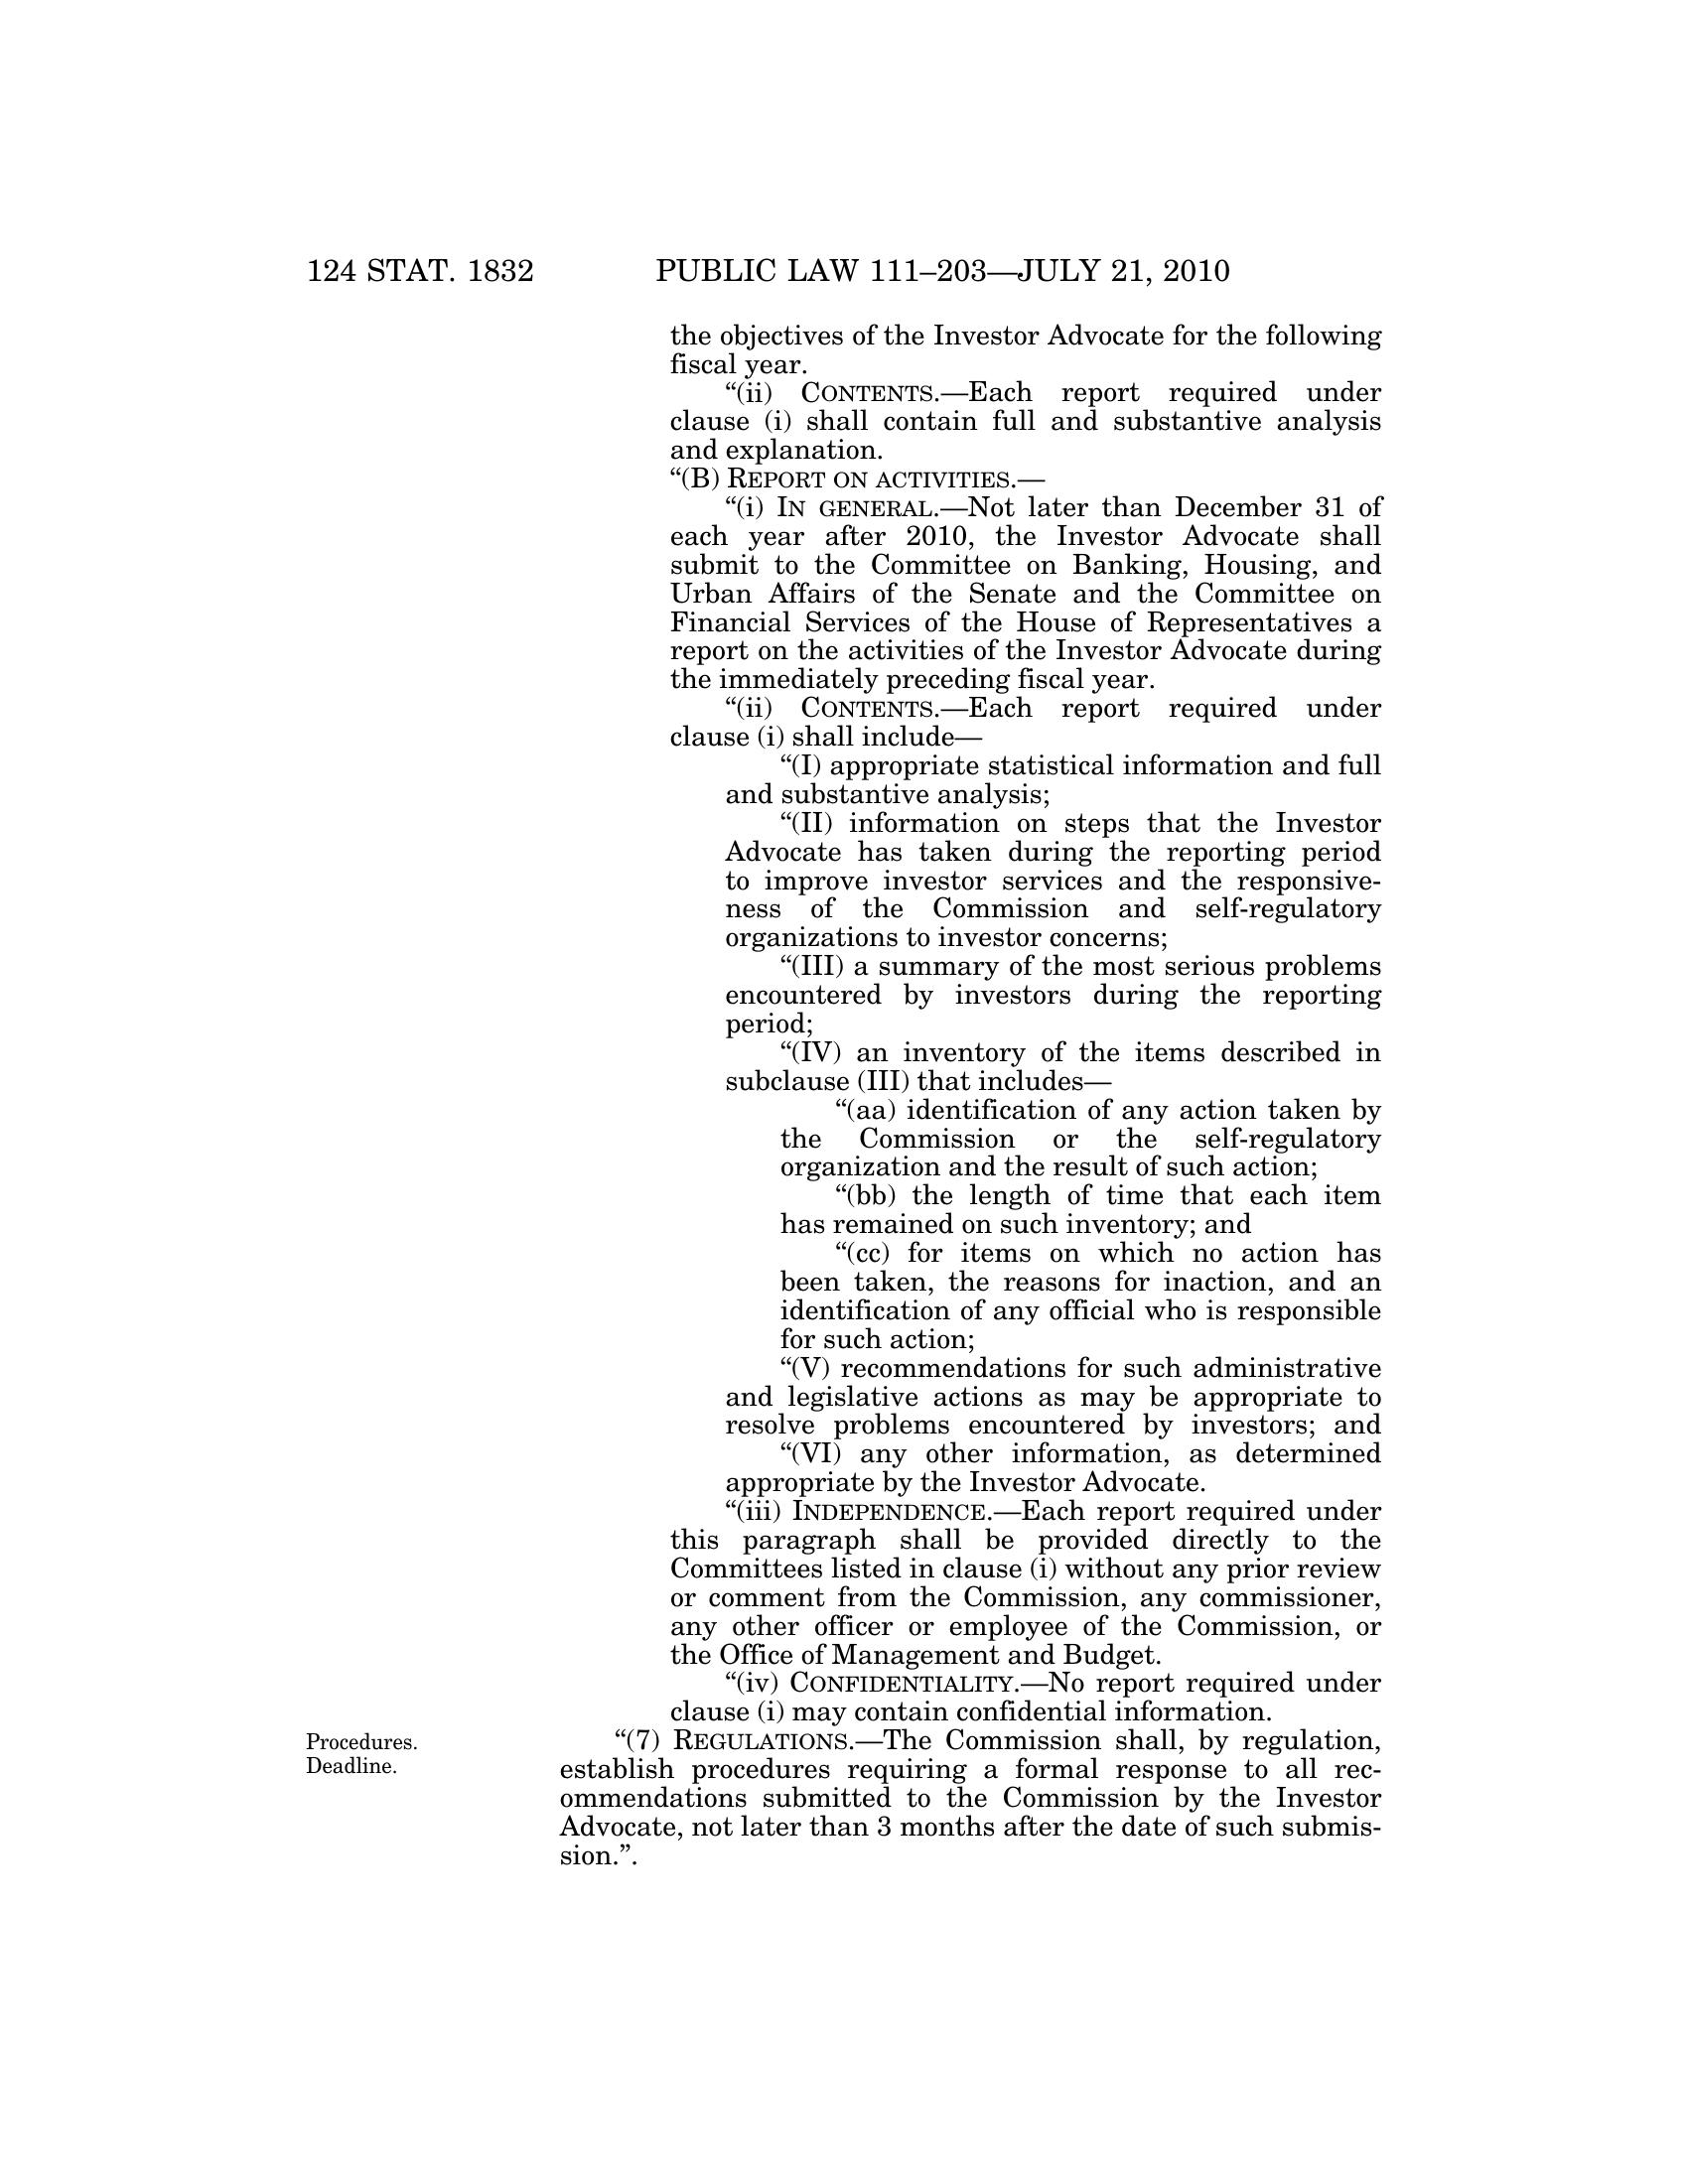 124 STAT. 1832 PUBLIC LAW 111–203—JULY 21, 2010
the objectives of the Investor Advocate for the following
fiscal year.
“(ii) CONTENTS.—Each report required under
clause (i) shall contain full and substantive analysis
and explanation.
“(B) REPORT ON ACTIVITIES.—
“(i) IN GENERAL.—Not later than December 31 of
each year after 2010, the Investor Advocate shall
submit to the Committee on Banking, Housing, and
Urban Affairs of the Senate and the Committee on
Financial Services of the House of Representatives a
report on the activities of the Investor Advocate during
the immediately preceding fiscal year.
“(ii) CONTENTS.—Each report required under
clause (i) shall include—
“(I) appropriate statistical information and full
and substantive analysis;
“(II) information on steps that the Investor
Advocate has taken during the reporting period
to improve investor services and the responsive-
ness of the Commission and self-regulatory
organizations to investor concerns;
“(III) a summary of the most serious problems
encountered by investors during the reporting
period;
“(IV) an inventory of the items described in
subclause (III) that includes—
“(aa) identification of any action taken by
the Commission or the self-regulatory
organization and the result of such action;
“(bb) the length of time that each item
has remained on such inventory; and
“(cc) for items on which no action has
been taken, the reasons for inaction, and an
identification of any official who is responsible
for such action;
“(V) recommendations for such administrative
and legislative actions as may be appropriate to
resolve problems encountered by investors; and
“(VI) any other information, as determined
appropriate by the Investor Advocate.
“(iii) INDEPENDENCE.—Each report required under
this paragraph shall be provided directly to the
Committees listed in clause (i) without any prior review
or comment from the Commission, any commissioner,
any other officer or employee of the Commission, or
the Office of Management and Budget.
“(iv) CONFIDENTIALITY.—No report required under
clause (i) may contain confidential information.
Procedures.
Deadline.
“(7) REGULATIONS.—The Commission shall, by regulation,
establish procedures requiring a formal response to all rec-
ommendations submitted to the Commission by the Investor
Advocate, not later than 3 months after the date of such submis-
sion.”.